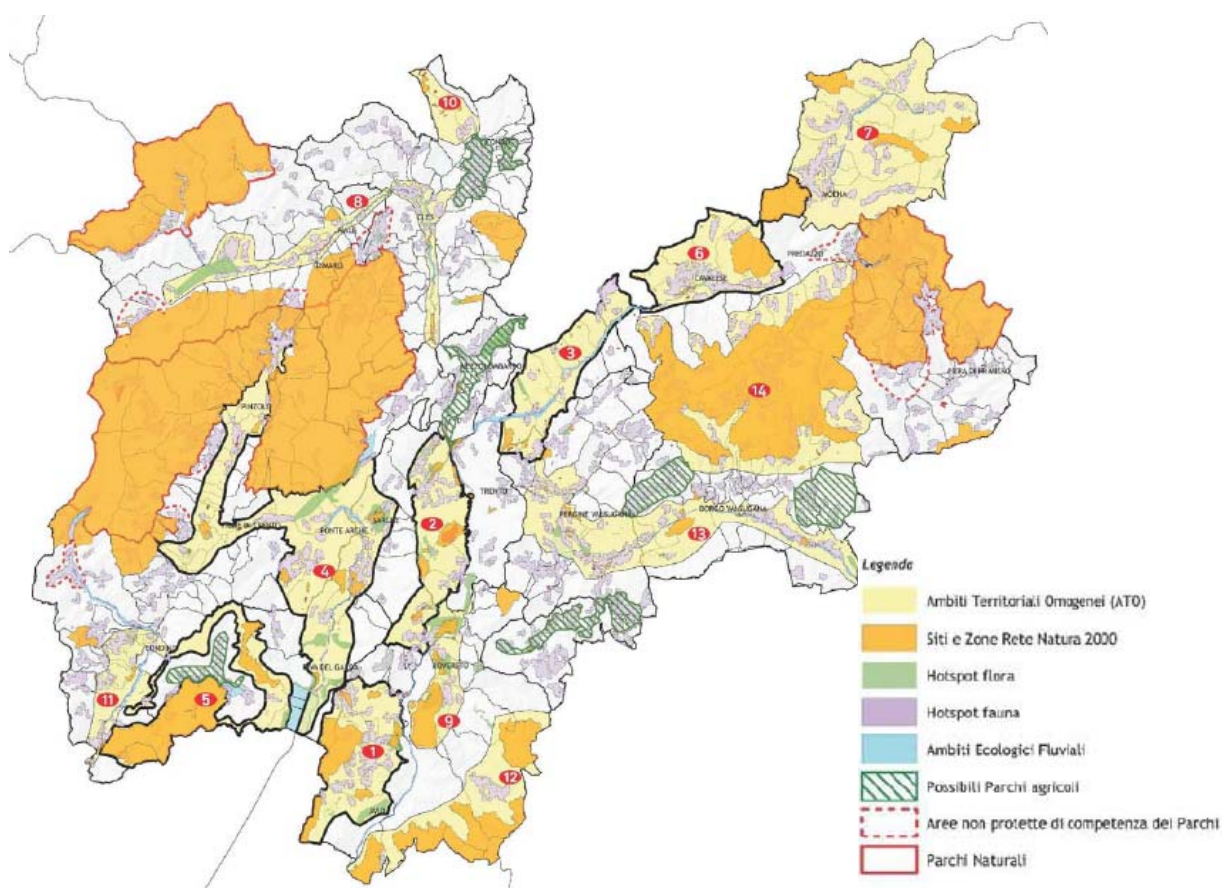 10
7
8
CLES
MOENA
6
CAVALESE
PREDAZZO
3
14
FIERA DI PRIMIERO
PINZOLO
TRENTO
2
PERGINE VALSUGANA
BORGO VALSUGANA
13
PONTE ARCHE
4
CONDINO
RIVA DEL GARDA
ROVERETO
11
5
9
1
12
Legenda
Ambiti Territoriali Omogenei (ATO)
Siti e Zone Rete Natura 2000
Hotspot flora
Hotspot fauna
Ambiti Ecologici Fluviali
Possibili Parchi agricoli
Aree non protette di competenza dei Parchi
Parchi Naturali